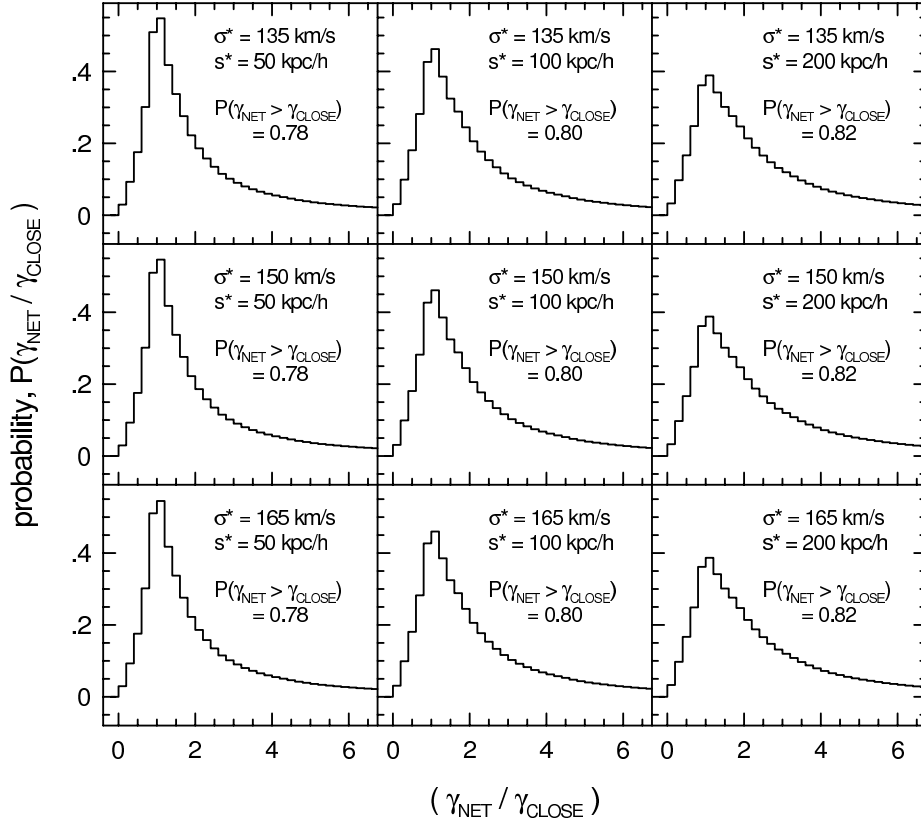 probability, P(γNET / γCLOSE)
.4
.2
0
σ* = 135 km/s
s* = 50 kpc/h
P(γNET > γCLOSE)
= 0.78
σ* = 135 km/s
s* = 100 kpc/h
P(γNET > γCLOSE)
= 0.80
σ* = 135 km/s
s* = 200 kpc/h
P(γNET > γCLOSE)
= 0.82
.4
.2
0
σ* = 150 km/s
s* = 50 kpc/h
P(γNET > γCLOSE)
= 0.78
σ* = 150 km/s
s* = 100 kpc/h
P(γNET > γCLOSE)
= 0.80
σ* = 150 km/s
s* = 200 kpc/h
P(γNET > γCLOSE)
= 0.82
.4
.2
0
σ* = 165 km/s
s* = 50 kpc/h
P(γNET > γCLOSE)
= 0.78
σ* = 165 km/s
s* = 100 kpc/h
P(γNET > γCLOSE)
= 0.80
σ* = 165 km/s
s* = 200 kpc/h
P(γNET > γCLOSE)
= 0.82
0 2 4 6 0 2 4 6 0 2 4 6
( γNET / γCLOSE )